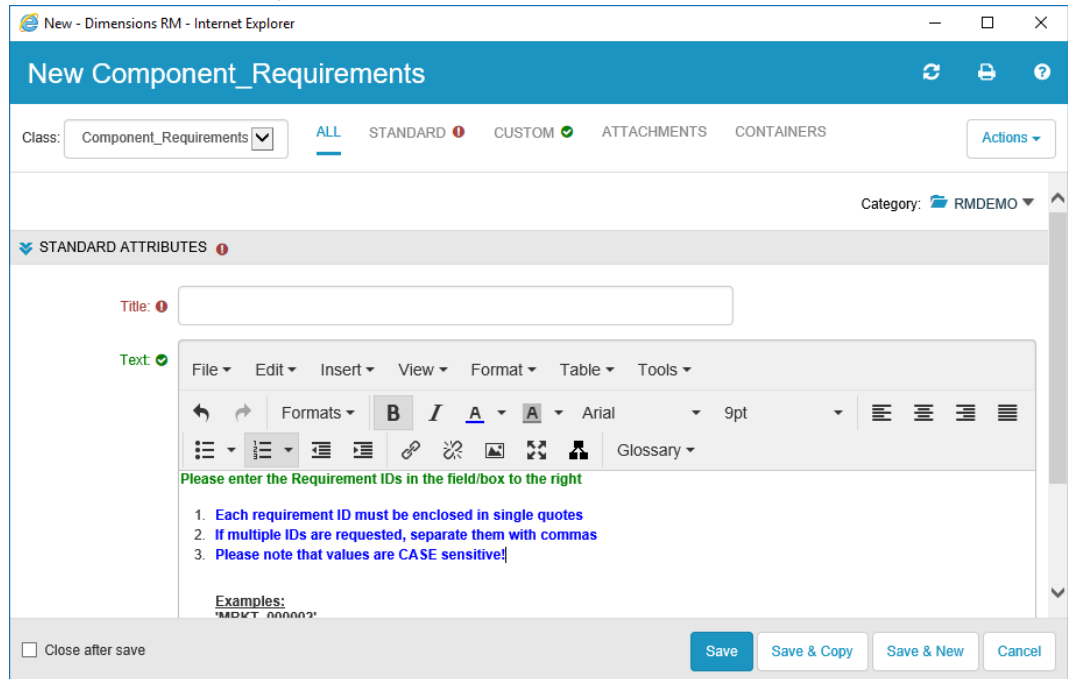 New - Dimensions RM - Internet Explorer
New Component_Requirements
Class: Component_Requirements ALL STANDARD CUSTOM ATTACHMENTS CONTAINERS Actions
Category: RMDEMO
STANDARD ATTRIBUTES
Title:
Text:
File Edit Insert View Format Table Tools
Formats B I A A Arial 9pt
Glossary
Please enter the Requirement IDs in the field/box to the right
1. Each requirement ID must be enclosed in single quotes
2. If multiple IDs are requested, separate them with commas
3. Please note that values are CASE sensitive!
Examples:
'MRKT_000002'
Close after save Save Save & Copy Save & New Cancel